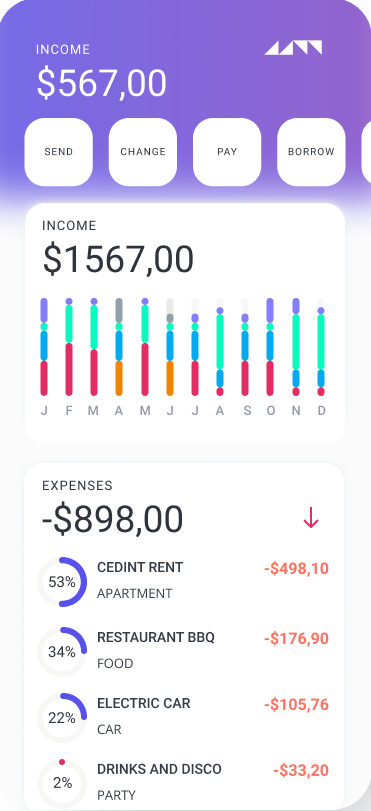 INCOME
$567,00
SEND CHANGE PAY BORROW
INCOME
$1567,00
J F M A M J J A S O N D
EXPENSES
-$898,00
53% CEDINT RENT -$498,10
APARTMENT
34% RESTAURANT BBQ -$176,90
FOOD
22% ELECTRIC CAR -$105,76
CAR
2% DRINKS AND DISCO -$33,20
PARTY